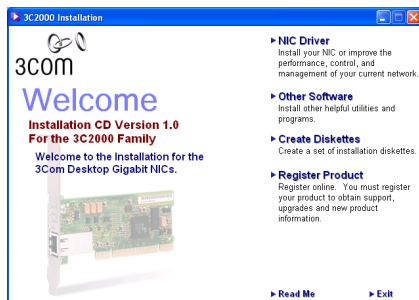 3C2000 Installation
3COM
Welcome
Installation CD Version 1.0
For the 3C2000 Family
Welcome to the Installation for the
3Com Desktop Gigabit NICs.
NIC Driver
Install your NIC or improve the
performance, control, and
management of your current network.
Other Software
Install other helpful utilities and
programs.
Create Diskettes
Create a set of installation diskettes.
Register Product
Register online. You must register
your product to obtain support,
upgrades and new product
information.
Read Me
Exit